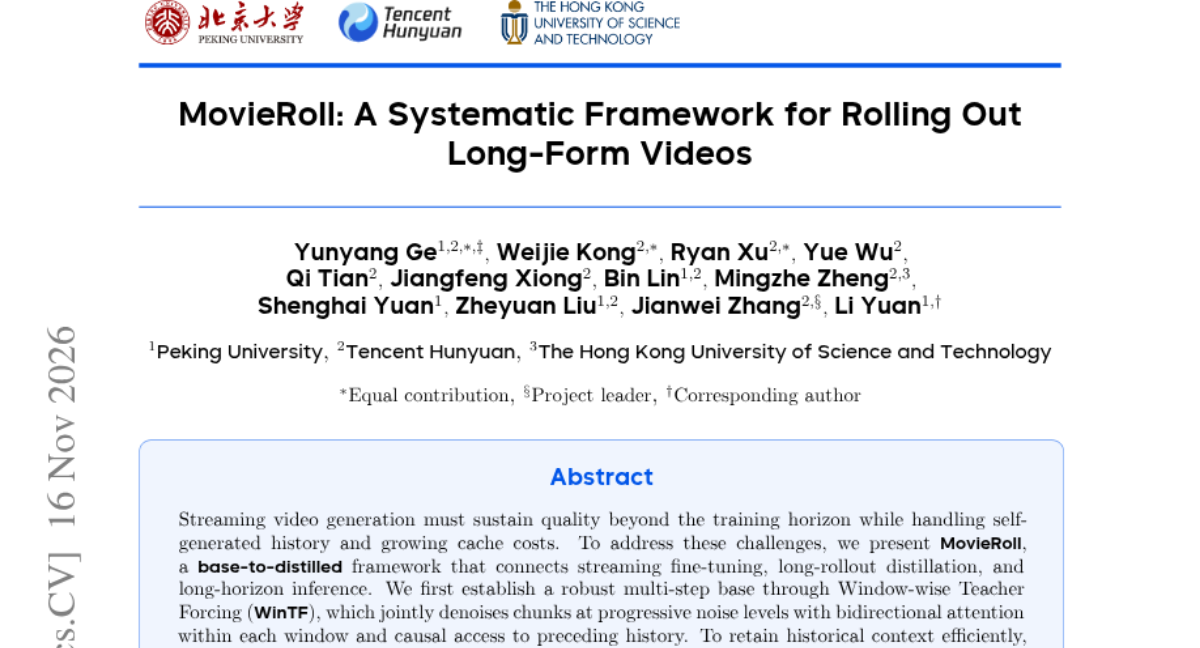 北京大学
PEKING UNIVERSITY
Tencent
Hunyuan
THE HONG KONG
UNIVERSITY OF SCIENCE
AND TECHNOLOGY
MovieRoll: A Systematic Framework for Rolling Out
Long-Form Videos
Yunyang Ge1,2,*,‡, Weijie Kong2,*, Ryan Xu2,*, Yue Wu2,
Qi Tian2, Jiangfeng Xiong2, Bin Lin1,2, Mingzhe Zheng2,3,
Shenghai Yuan1, Zheyuan Liu1,2, Jianwei Zhang2,§, Li Yuan1,†
1Peking University, 2Tencent Hunyuan, 3The Hong Kong University of Science and Technology
*Equal contribution, §Project leader, †Corresponding author
cs.CV] 16 Nov 2026
Abstract
Streaming video generation must sustain quality beyond the training horizon while handling self-
generated history and growing cache costs. To address these challenges, we present MovieRoll,
a base-to-distilled framework that connects streaming fine-tuning, long-rollout distillation, and
long-horizon inference. We first establish a robust multi-step base through Window-wise Teacher
Forcing (WinTF), which jointly denoises chunks at progressive noise levels with bidirectional attention
within each window and causal access to preceding history. To retain historical context efficiently,